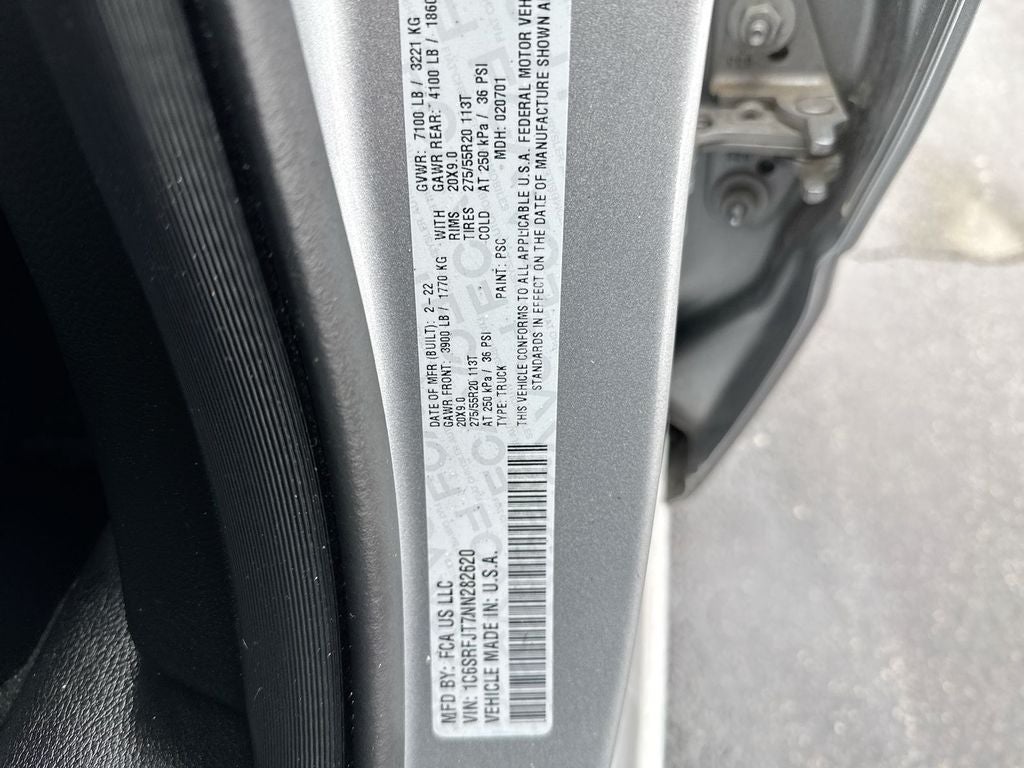 MFD BY: FCA US LLC
VIN: 1C6SRFJT7NN282620
VEHICLE MADE IN: U.S.A.
DATE OF MFR (BUILT): 2-22 GVWR: 7100 LB / 3221 KG
GAWR FRONT: 3900 LB / 1770 KG WITH GAWR REAR: 4100 LB / 1860
20X9.0 RIMS 20X9.0
275/55R20 113T TIRES 275/55R20 113T
AT 250 kPa / 36 PSI COLD AT 250 kPa / 36 PSI
TYPE: TRUCK PAINT: PSC MDH: 020701
THIS VEHICLE CONFORMS TO ALL APPLICABLE U.S.A. FEDERAL MOTOR VEH
STANDARDS IN EFFECT ON THE DATE OF MANUFACTURE SHOWN A